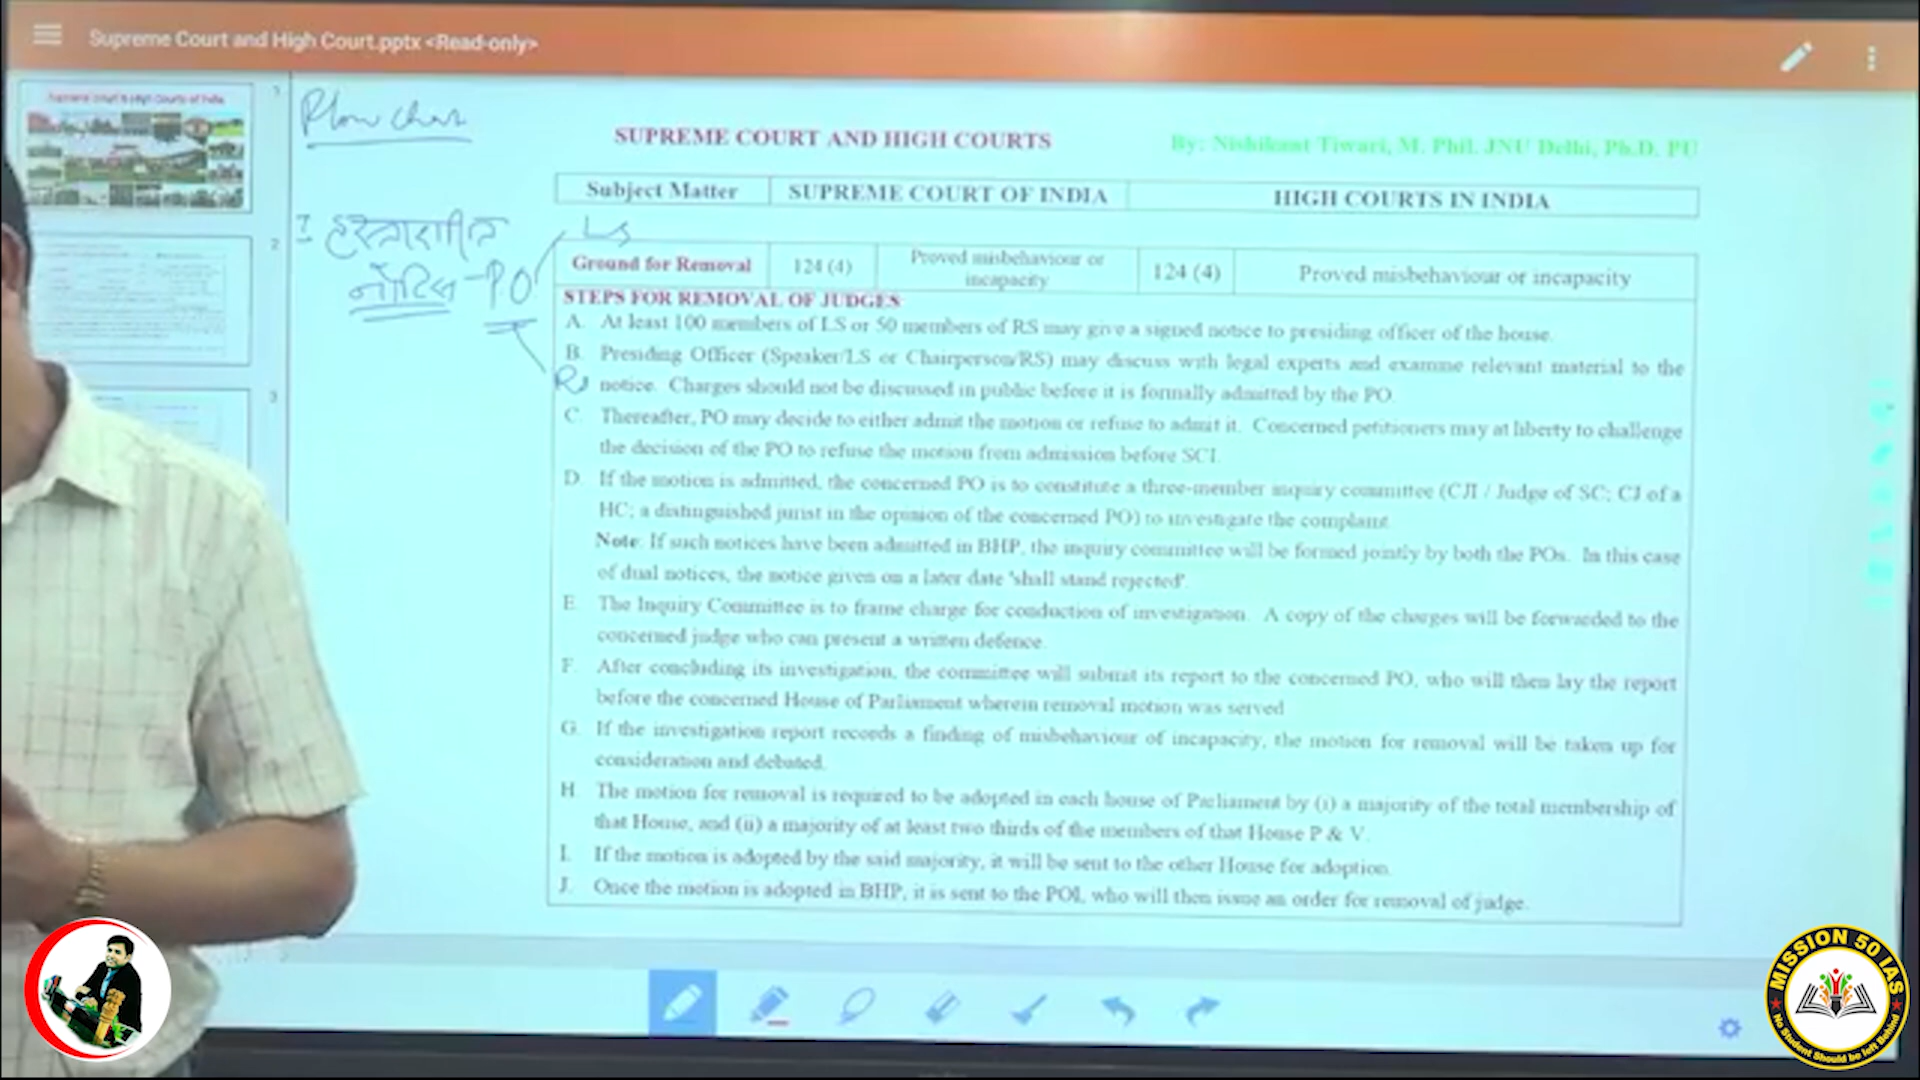 Supreme Court and High Court.pptx <Read-only>
1
Supreme Court & High Courts of India
2
3
SUPREME COURT AND HIGH COURTS
By: Nishikant Tiwari, M. Phil. JNU Delhi, Ph.D. PU
I हस्ताक्षरित
नोटिस - PO
LS
RS
Subject Matter SUPREME COURT OF INDIA HIGH COURTS IN INDIA
Ground for Removal 124 (4) Proved misbehaviour or incapacity 124 (4) Proved misbehaviour or incapacity
STEPS FOR REMOVAL OF JUDGES
A. At least 100 members of LS or 50 members of RS may give a signed notice to presiding officer of the house.
B. Presiding Officer (Speaker/LS or Chairperson/RS) may discuss with legal experts and examine relevant material to the
notice. Charges should not be discussed in public before it is formally admitted by the PO.
C. Thereafter, PO may decide to either admit the motion or refuse to admit it. Concerned petitioners may at liberty to challenge
the decision of the PO to refuse the motion from admission before SCI.
D. If the motion is admitted, the concerned PO is to constitute a three-member inquiry committee (CJI / Judge of SC; CJ of a
HC; a distinguished jurist in the opinion of the concerned PO) to investigate the complaint.
Note: If such notices have been admitted in BHP, the inquiry committee will be formed jointly by both the POs. In this case
of dual notices, the notice given on a later date 'shall stand rejected'.
E. The Inquiry Committee is to frame charge for conduction of investigation. A copy of the charges will be forwarded to the
concerned judge who can present a written defence.
F. After concluding its investigation, the committee will submit its report to the concerned PO, who will then lay the report
before the concerned House of Parliament wherein removal motion was served
G. If the investigation report records a finding of misbehaviour of incapacity, the motion for removal will be taken up for
consideration and debated.
H. The motion for removal is required to be adopted in each house of Parliament by (i) a majority of the total membership of
that House, and (ii) a majority of at least two thirds of the members of that House P & V.
I. If the motion is adopted by the said majority, it will be sent to the other House for adoption.
J. Once the motion is adopted in BHP, it is sent to the POI, who will then issue an order for removal of judge.
MISSION 50 IAS
No Student Should be left Behind